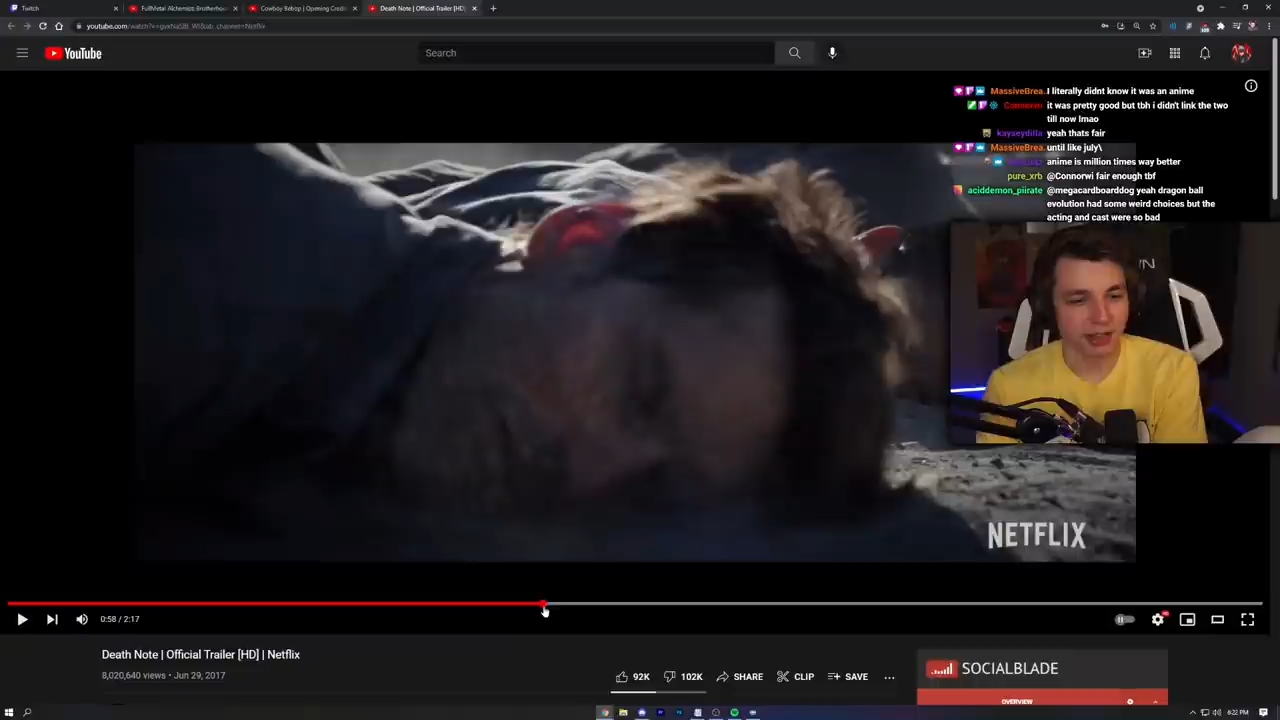 Twitch
FullMetal Alchemist: Brotherhoo
Cowboy Bebop | Opening Credit
Death Note | Official Trailer [HD]
YouTube
Search
MassiveBrea. I literally didnt know it was an anime
Connorwi it was pretty good but tbh i didn't link the two
till now lmao
kayseydilla yeah thats fair
MassiveBrea. until like july\
anime is million times way better
pure_xrb @Connorwi fair enough tbf
aciddemon_piirate @megacardboarddog yeah dragon ball
evolution had some weird choices but the
acting and cast were so bad
NETFLIX
0:58 / 2:17
Death Note | Official Trailer [HD] | Netflix
8,020,640 views • Jun 29, 2017
92K
102K
SHARE
CLIP
SAVE
SOCIALBLADE
OVERVIEW
6:22 PM